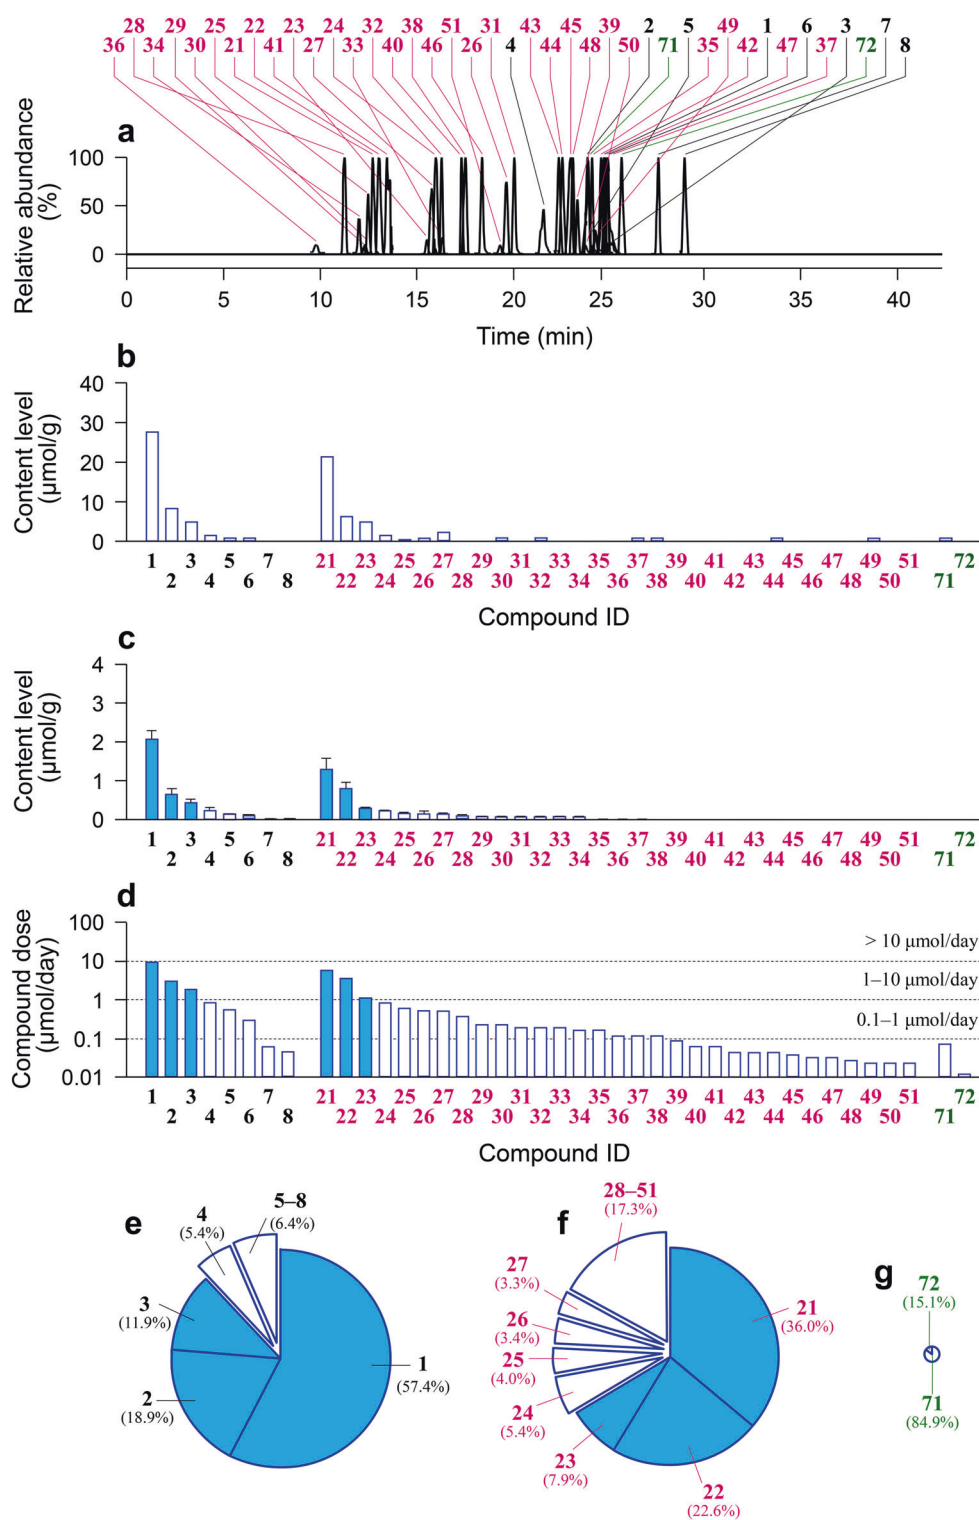 28 29 25 22 23 24 32 38 51 31 43 45 39 2 5 49 1 6 3 7
36 34 30 21 41 27 33 40 46 26 4 44 48 50 71 35 42 47 37 72 8
a
Relative abundance
(%)
100
50
0
0 5 10 15 20 25 30 35 40
Time (min)
b
Content level
(μmol/g)
40
30
20
10
0
1 3 5 7 21 23 25 27 29 31 33 35 37 39 41 43 45 47 49 51 72
2 4 6 8 22 24 26 28 30 32 34 36 38 40 42 44 46 48 50 71
Compound ID
c
Content level
(μmol/g)
4
3
2
1
0
1 3 5 7 21 23 25 27 29 31 33 35 37 39 41 43 45 47 49 51 72
2 4 6 8 22 24 26 28 30 32 34 36 38 40 42 44 46 48 50 71
d
Compound dose
(μmol/day)
100
10
1
0.1
0.01
> 10 μmol/day
1–10 μmol/day
0.1–1 μmol/day
1 3 5 7 21 23 25 27 29 31 33 35 37 39 41 43 45 47 49 51 72
2 4 6 8 22 24 26 28 30 32 34 36 38 40 42 44 46 48 50 71
Compound ID
e
5–8
(6.4%)
4
(5.4%)
3
(11.9%)
2
(18.9%)
1
(57.4%)
f
28–51
(17.3%)
27
(3.3%)
26
(3.4%)
25
(4.0%)
24
(5.4%)
23
(7.9%)
22
(22.6%)
21
(36.0%)
g
72
(15.1%)
71
(84.9%)